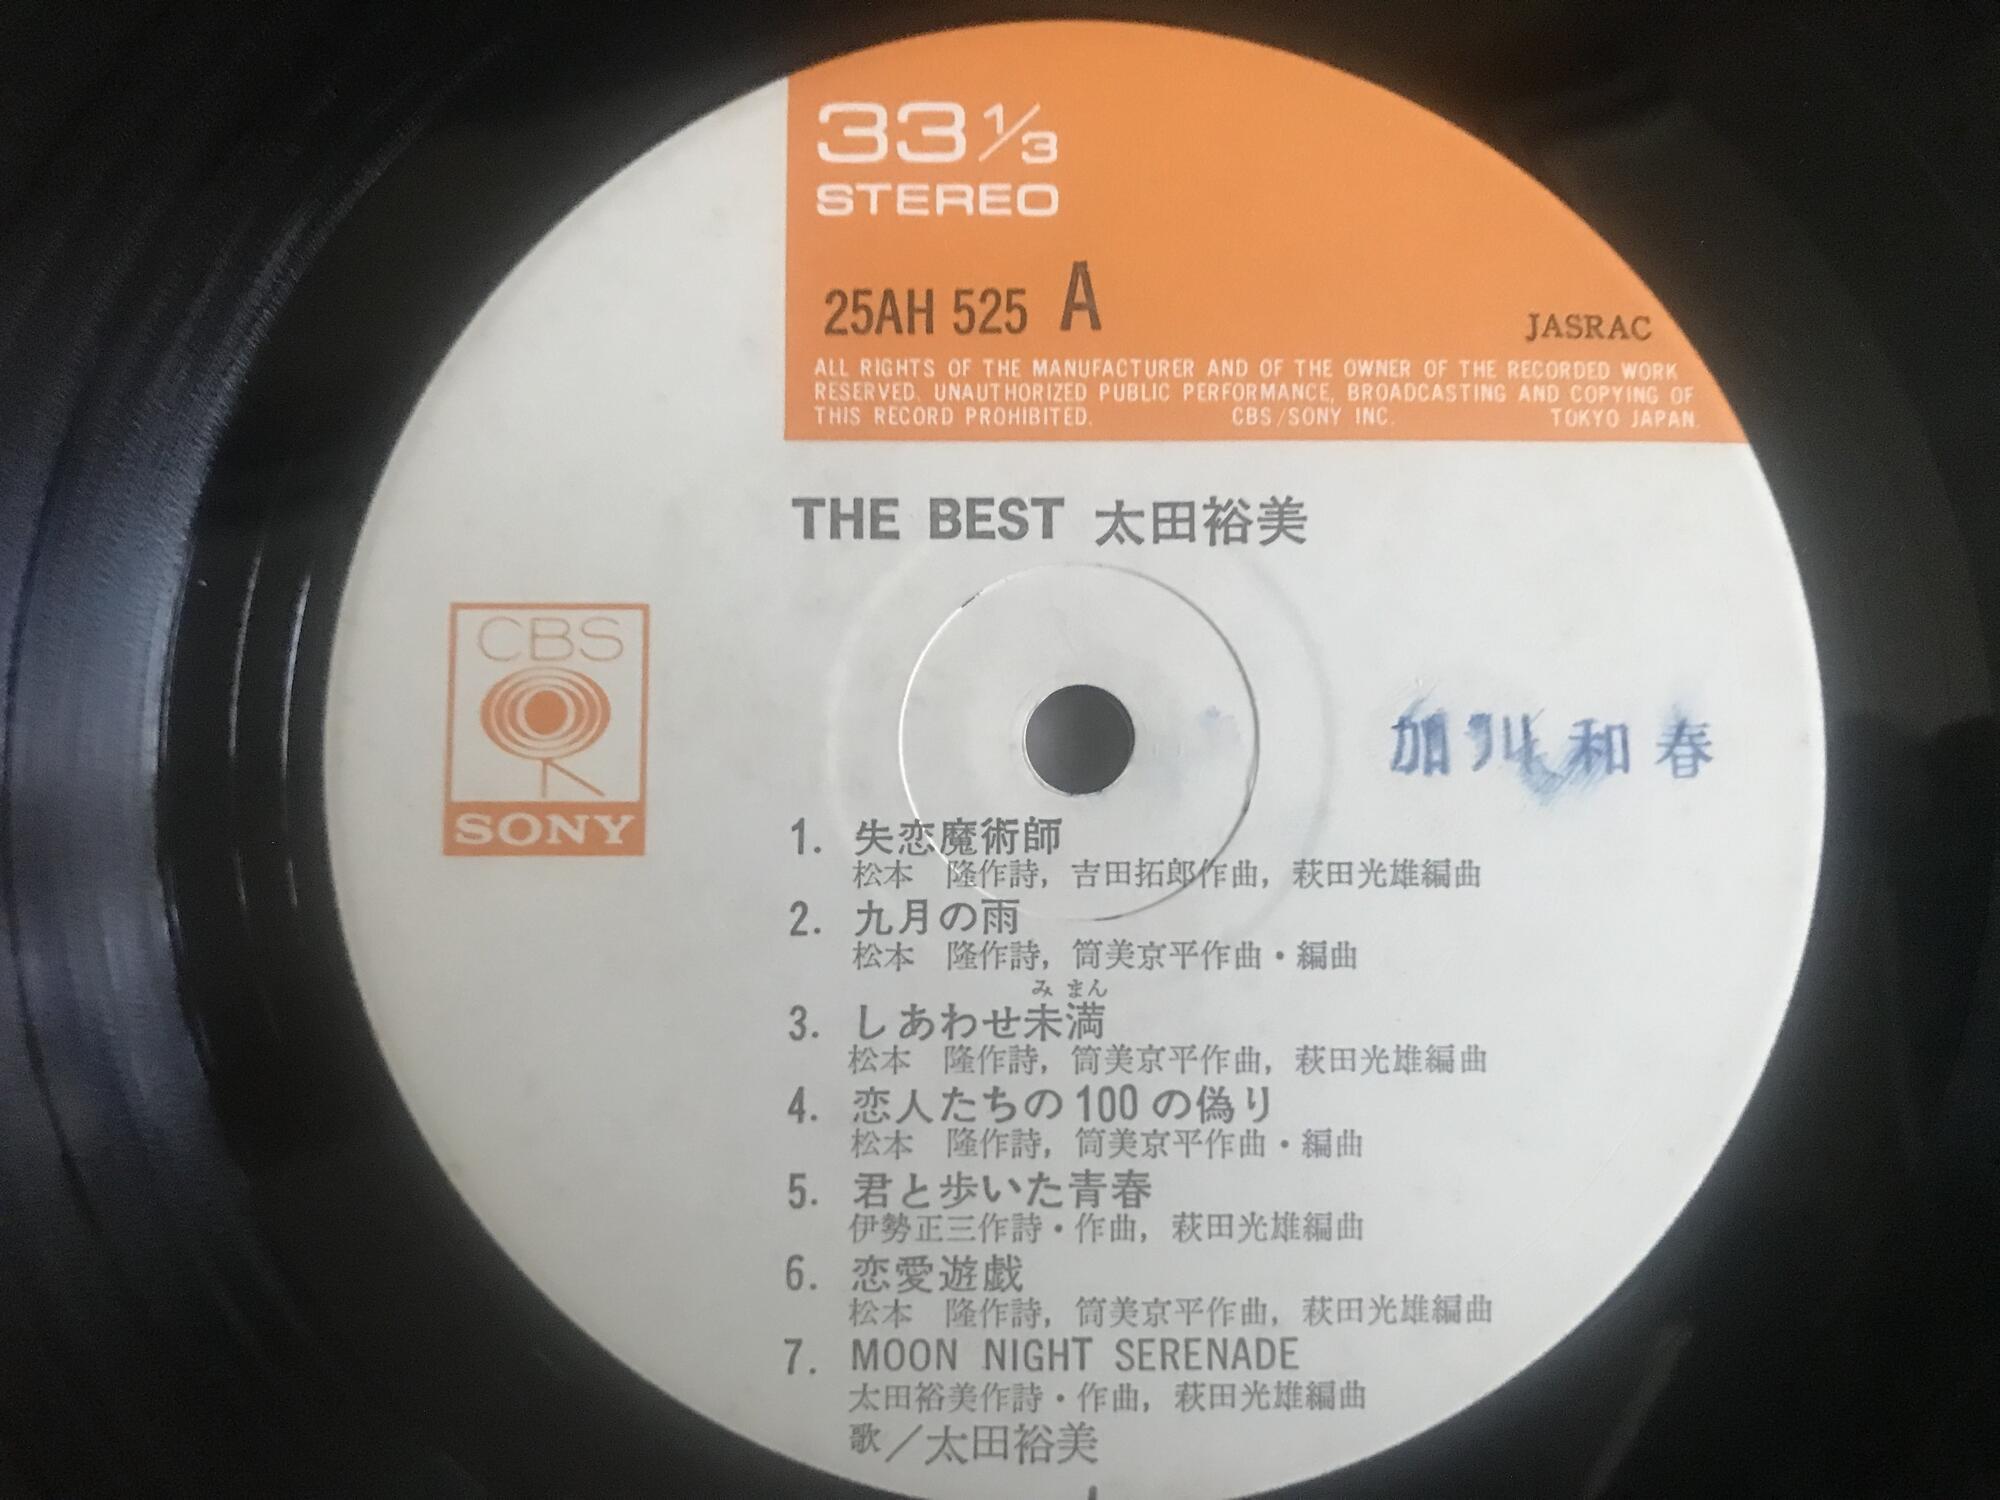 33 1/3
STEREO
25AH 525 A
JASRAC
ALL RIGHTS OF THE MANUFACTURER AND OF THE OWNER OF THE RECORDED WORK
RESERVED. UNAUTHORIZED PUBLIC PERFORMANCE, BROADCASTING AND COPYING OF
THIS RECORD PROHIBITED. CBS/SONY INC. TOKYO JAPAN.
THE BEST 太田裕美
CBS
SONY
加川和春
1. 失恋魔術師
松本 隆作詩, 吉田拓郎作曲, 萩田光雄編曲
2. 九月の雨
松本 隆作詩, 筒美京平作曲・編曲
みまん
3. しあわせ未満
松本 隆作詩, 筒美京平作曲, 萩田光雄編曲
4. 恋人たちの100の偽り
松本 隆作詩, 筒美京平作曲・編曲
5. 君と歩いた青春
伊勢正三作詩・作曲, 萩田光雄編曲
6. 恋愛遊戯
松本 隆作詩, 筒美京平作曲, 萩田光雄編曲
7. MOON NIGHT SERENADE
太田裕美作詩・作曲, 萩田光雄編曲
歌／太田裕美